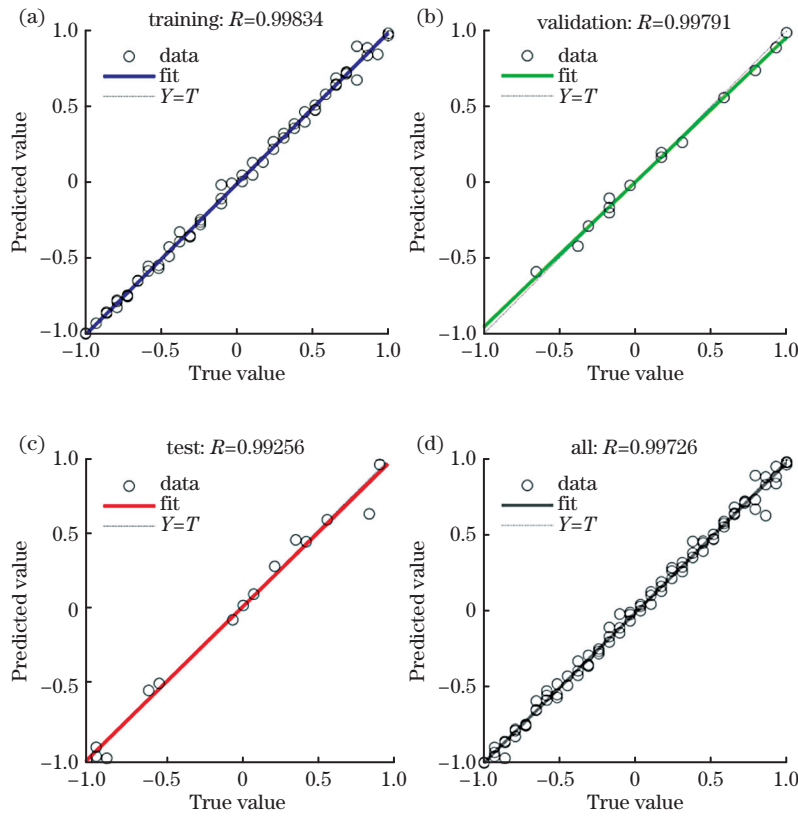 (a) training: R=0.99834
1.0
data
fit
Y=T
0.5
0
−0.5
−1.0
Predicted value
−1.0 −0.5 0 0.5 1.0
True value
(b) validation: R=0.99791
1.0
data
fit
Y=T
0.5
0
−0.5
−1.0
Predicted value
−1.0 −0.5 0 0.5 1.0
True value
(c) test: R=0.99256
1.0
data
fit
Y=T
0.5
0
−0.5
−1.0
Predicted value
−1.0 −0.5 0 0.5 1.0
True value
(d) all: R=0.99726
1.0
data
fit
Y=T
0.5
0
−0.5
−1.0
Predicted value
−1.0 −0.5 0 0.5 1.0
True value